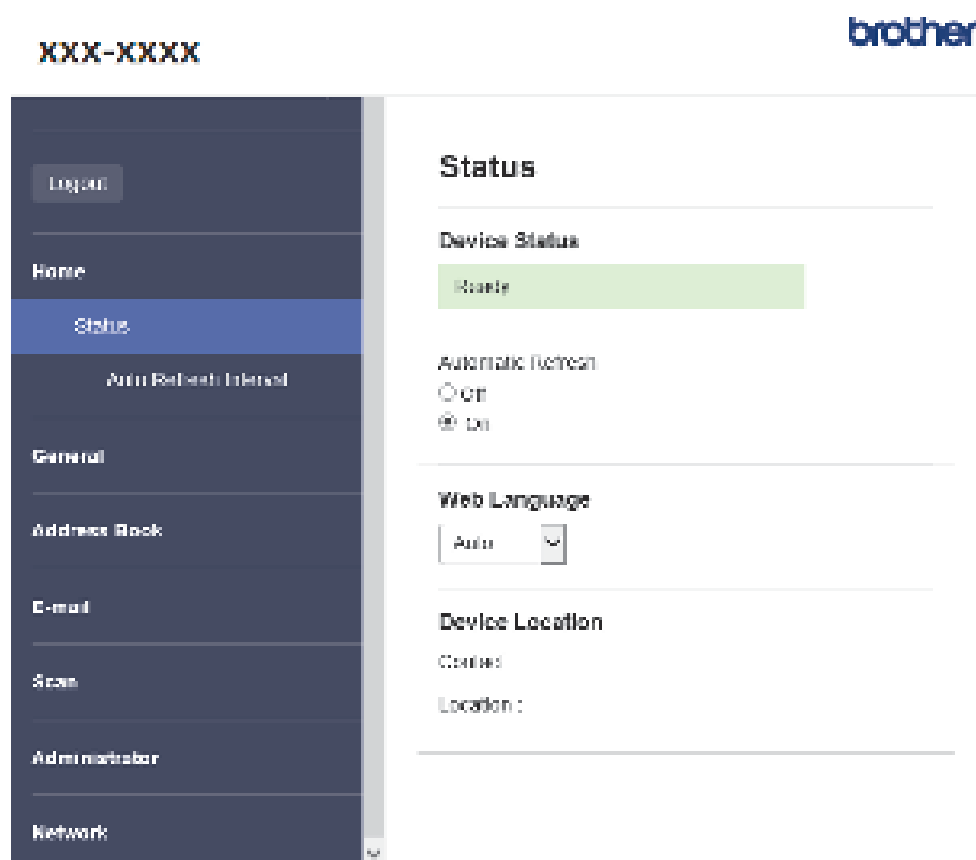 XXX-XXXX
brother
Logout
Home
Status
Auto Refresh Interval
General
Address Book
E-mail
Scan
Administrator
Network
Status
Device Status
Ready
Automatic Refresh
Off
On
Web Language
Auto
Device Location
Contact
Location :